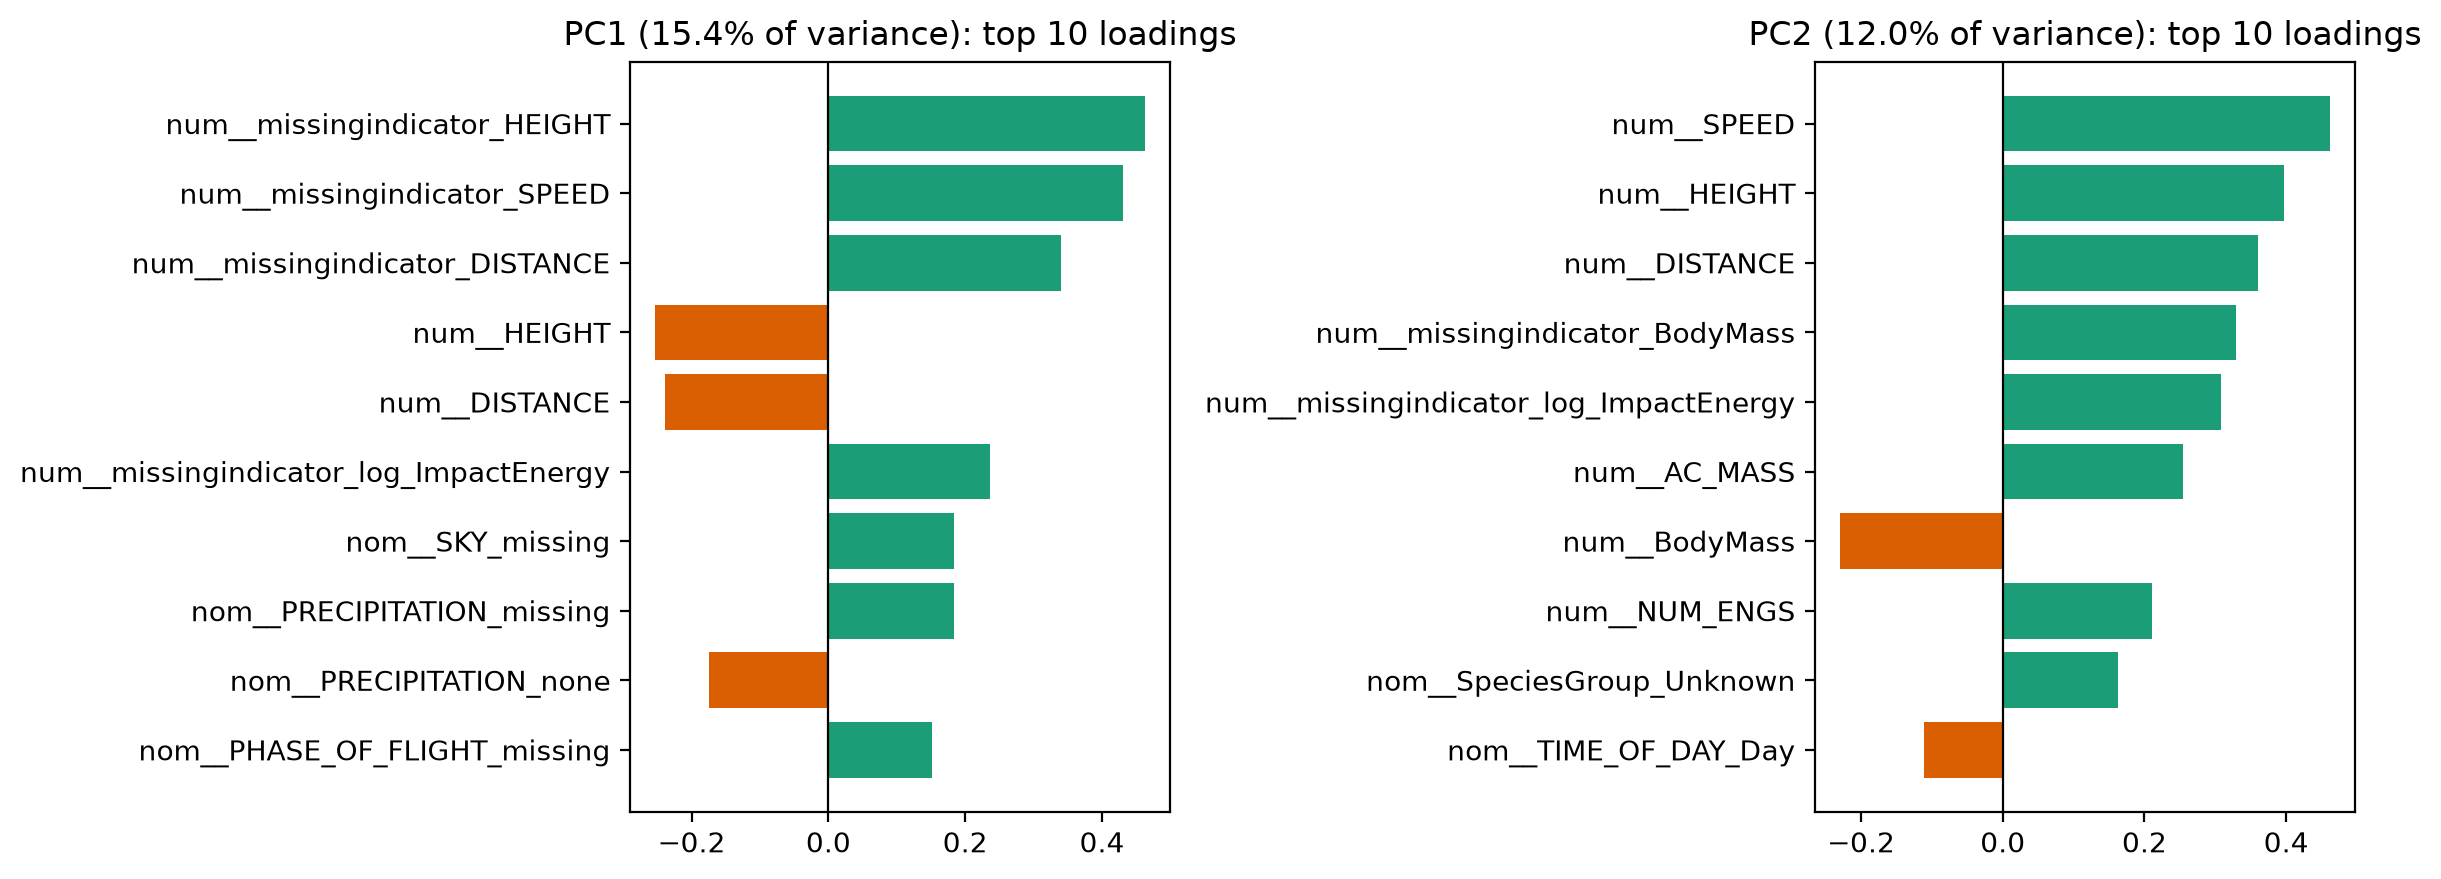 PC1 (15.4% of variance): top 10 loadings
num__missingindicator_HEIGHT
num__missingindicator_SPEED
num__missingindicator_DISTANCE
num__HEIGHT
num__DISTANCE
num__missingindicator_log_ImpactEnergy
nom__SKY_missing
nom__PRECIPITATION_missing
nom__PRECIPITATION_none
nom__PHASE_OF_FLIGHT_missing
−0.2 0.0 0.2 0.4
PC2 (12.0% of variance): top 10 loadings
num__SPEED
num__HEIGHT
num__DISTANCE
num__missingindicator_BodyMass
num__missingindicator_log_ImpactEnergy
num__AC_MASS
num__BodyMass
num__NUM_ENGS
nom__SpeciesGroup_Unknown
nom__TIME_OF_DAY_Day
−0.2 0.0 0.2 0.4